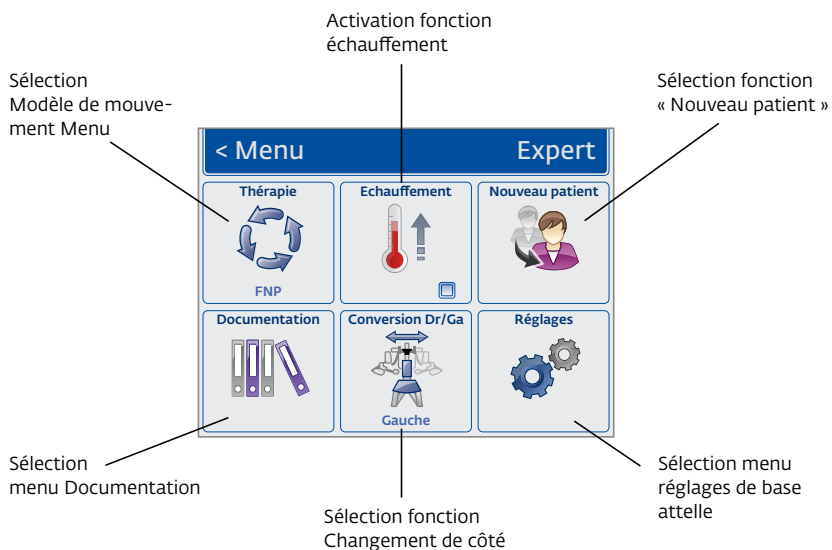 Activation fonction
échauffement
Sélection
Modèle de mouve-
ment Menu
Sélection fonction
« Nouveau patient »
< Menu Expert
Thérapie
Echauffement
Nouveau patient
FNP
Documentation
Conversion Dr/Ga
Réglages
Gauche
Sélection
menu Documentation
Sélection fonction
Changement de côté
Sélection menu
réglages de base
attelle